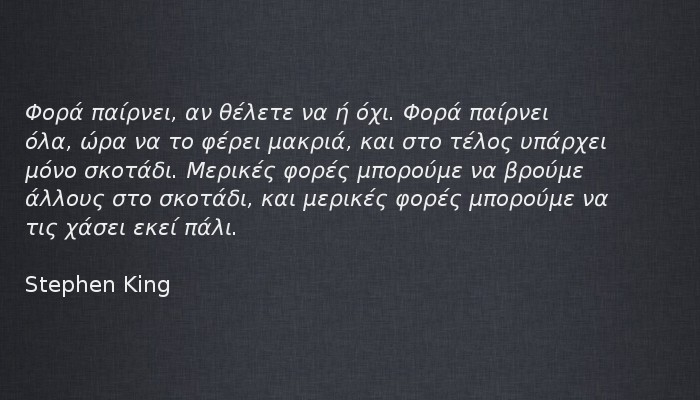 Φορά παίρνει, αν θέλετε να ή όχι. Φορά παίρνει
όλα, ώρα να το φέρει μακριά, και στο τέλος υπάρχει
μόνο σκοτάδι. Μερικές φορές μπορούμε να βρούμε
άλλους στο σκοτάδι, και μερικές φορές μπορούμε να
τις χάσει εκεί πάλι.
Stephen King